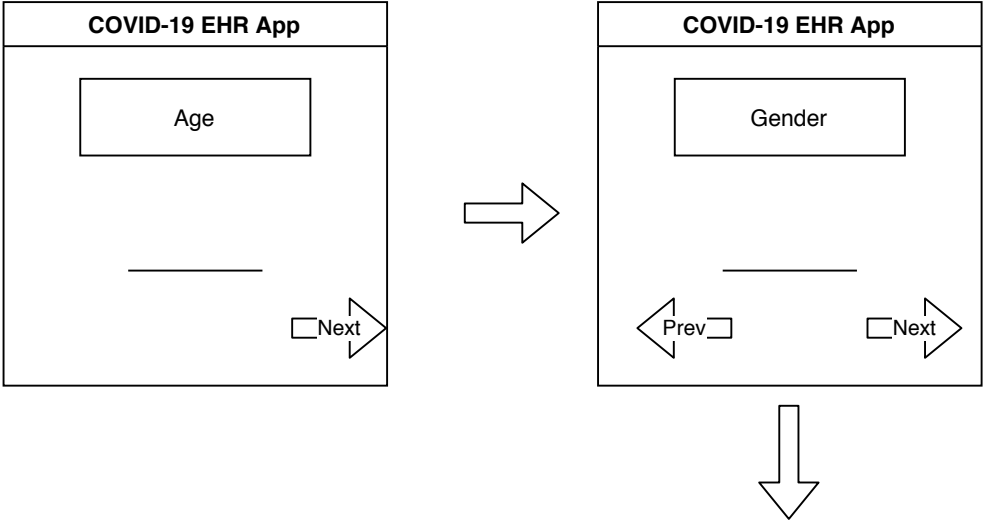 COVID-19 EHR App
Age
Next
COVID-19 EHR App
Gender
Prev
Next